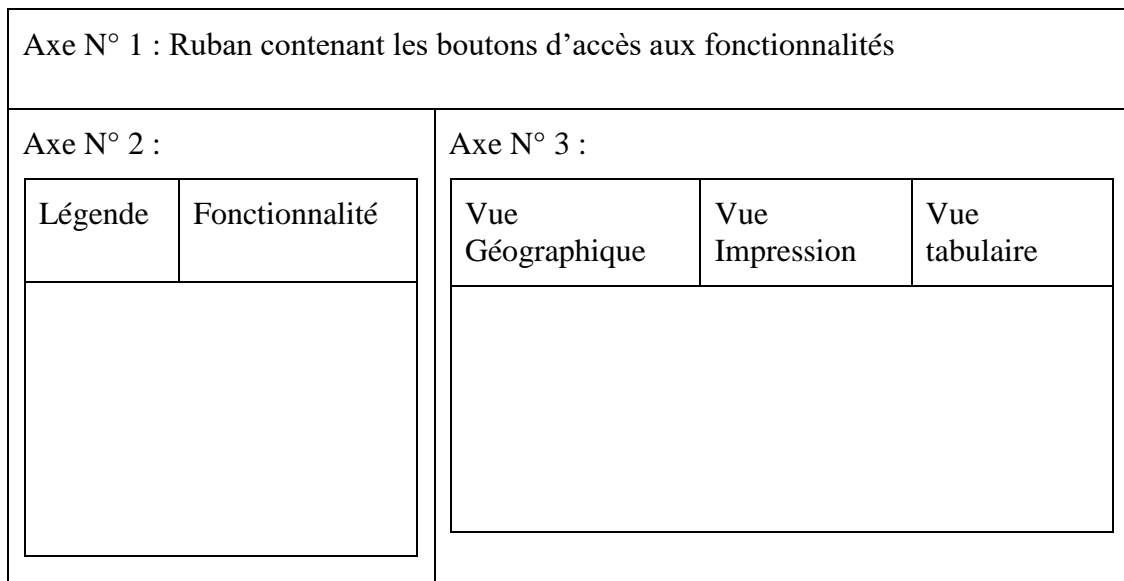 Axe N° 1 : Ruban contenant les boutons d’accès aux fonctionnalités
Axe N° 2 :
Légende
Fonctionnalité
Axe N° 3 :
Vue
Géographique
Vue
Impression
Vue
tabulaire